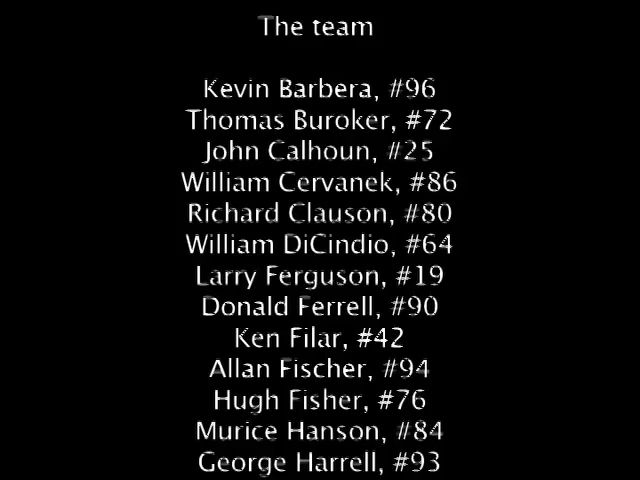 The team
Kevin Barbera, #96
Thomas Buroker, #72
John Calhoun, #25
William Cervanek, #86
Richard Clauson, #80
William DiCindio, #64
Larry Ferguson, #19
Donald Ferrell, #90
Ken Filar, #42
Allan Fischer, #94
Hugh Fisher, #76
Murice Hanson, #84
George Harrell, #93